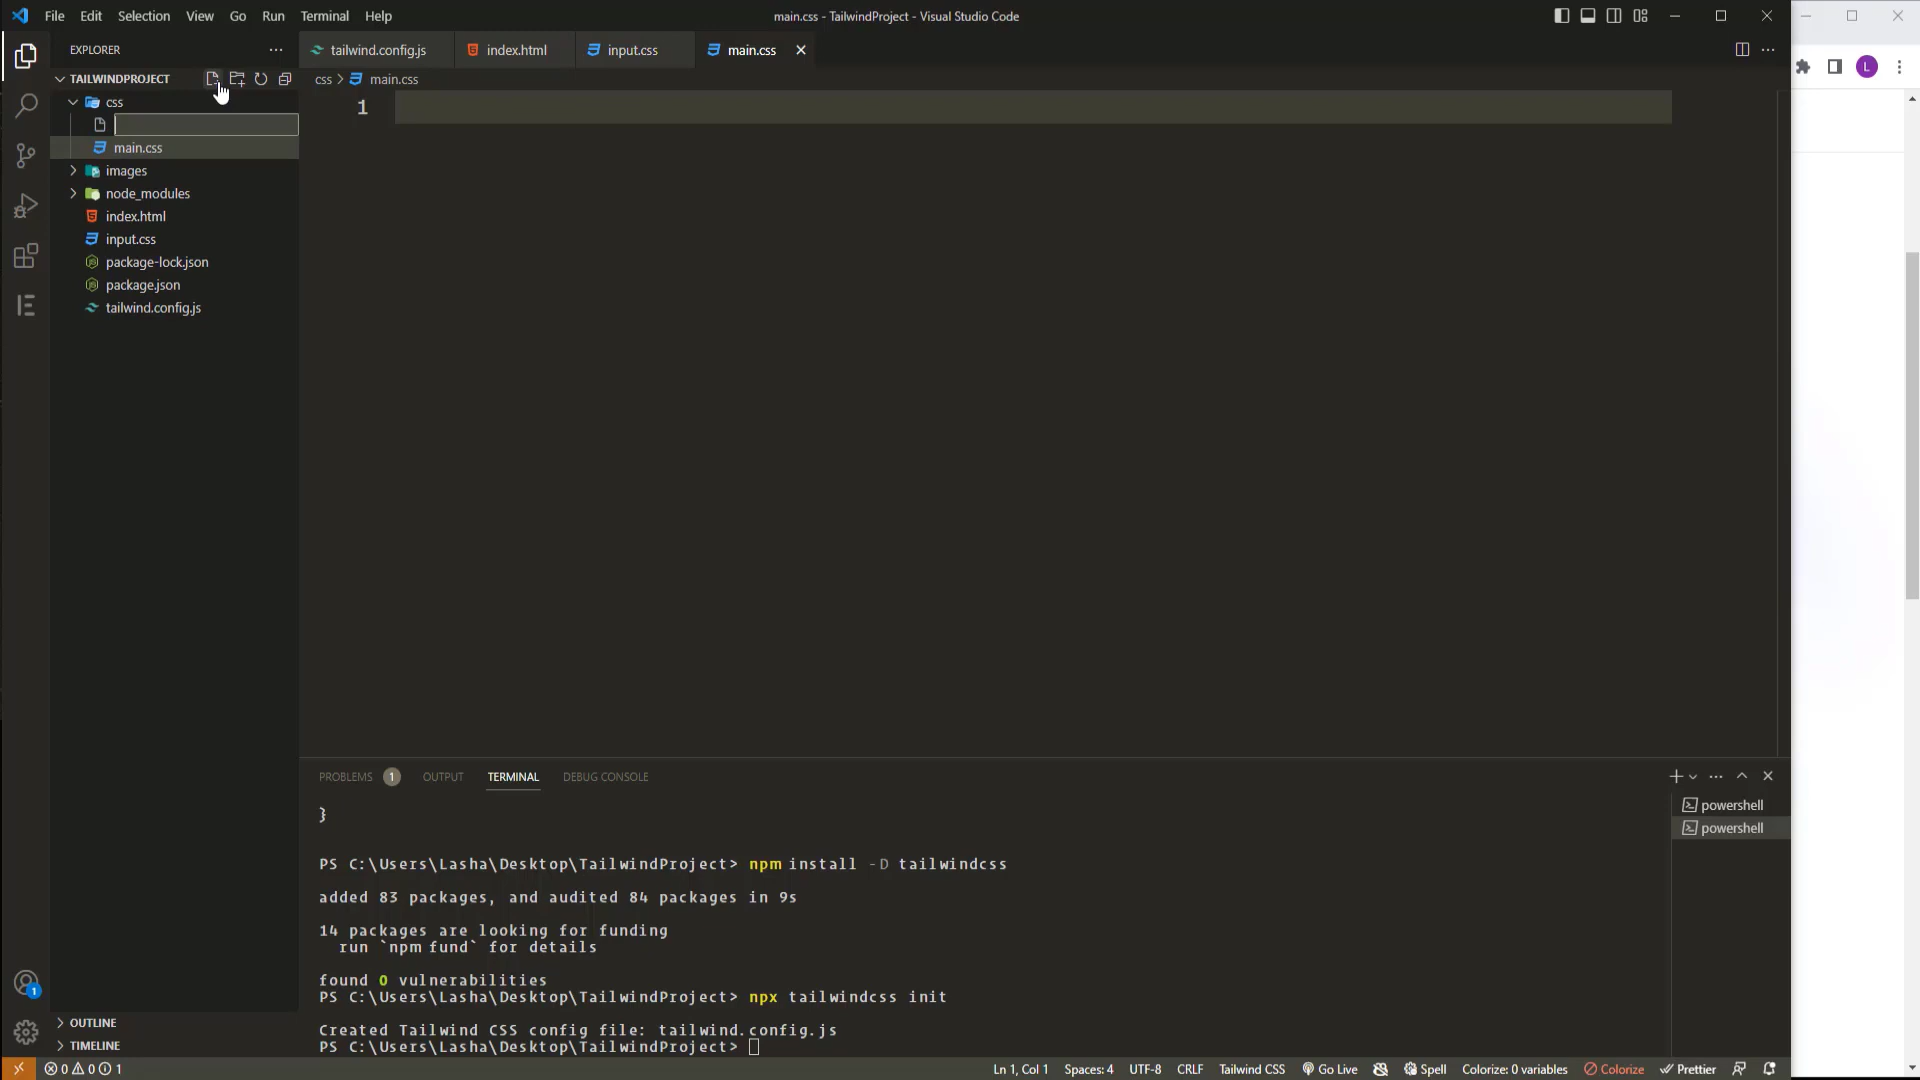 File Edit Selection View Go Run Terminal Help
main.css - TailwindProject - Visual Studio Code
EXPLORER
tailwind.config.js
index.html
input.css
main.css
TAILWINDPROJECT
css > main.css
L
css
main.css
images
node_modules
index.html
input.css
package-lock.json
package.json
tailwind.config.js
1
PROBLEMS 1 OUTPUT TERMINAL DEBUG CONSOLE
powershell
powershell
}
PS C:\Users\Lasha\Desktop\TailwindProject> npm install -D tailwindcss
added 83 packages, and audited 84 packages in 9s
14 packages are looking for funding
run `npm fund` for details
found 0 vulnerabilities
PS C:\Users\Lasha\Desktop\TailwindProject> npx tailwindcss init
Created Tailwind CSS config file: tailwind.config.js
PS C:\Users\Lasha\Desktop\TailwindProject>
1
OUTLINE
TIMELINE
0 0 1
Ln 1, Col 1 Spaces: 4 UTF-8 CRLF Tailwind CSS Go Live Spell Colorize: 0 variables Colorize Prettier